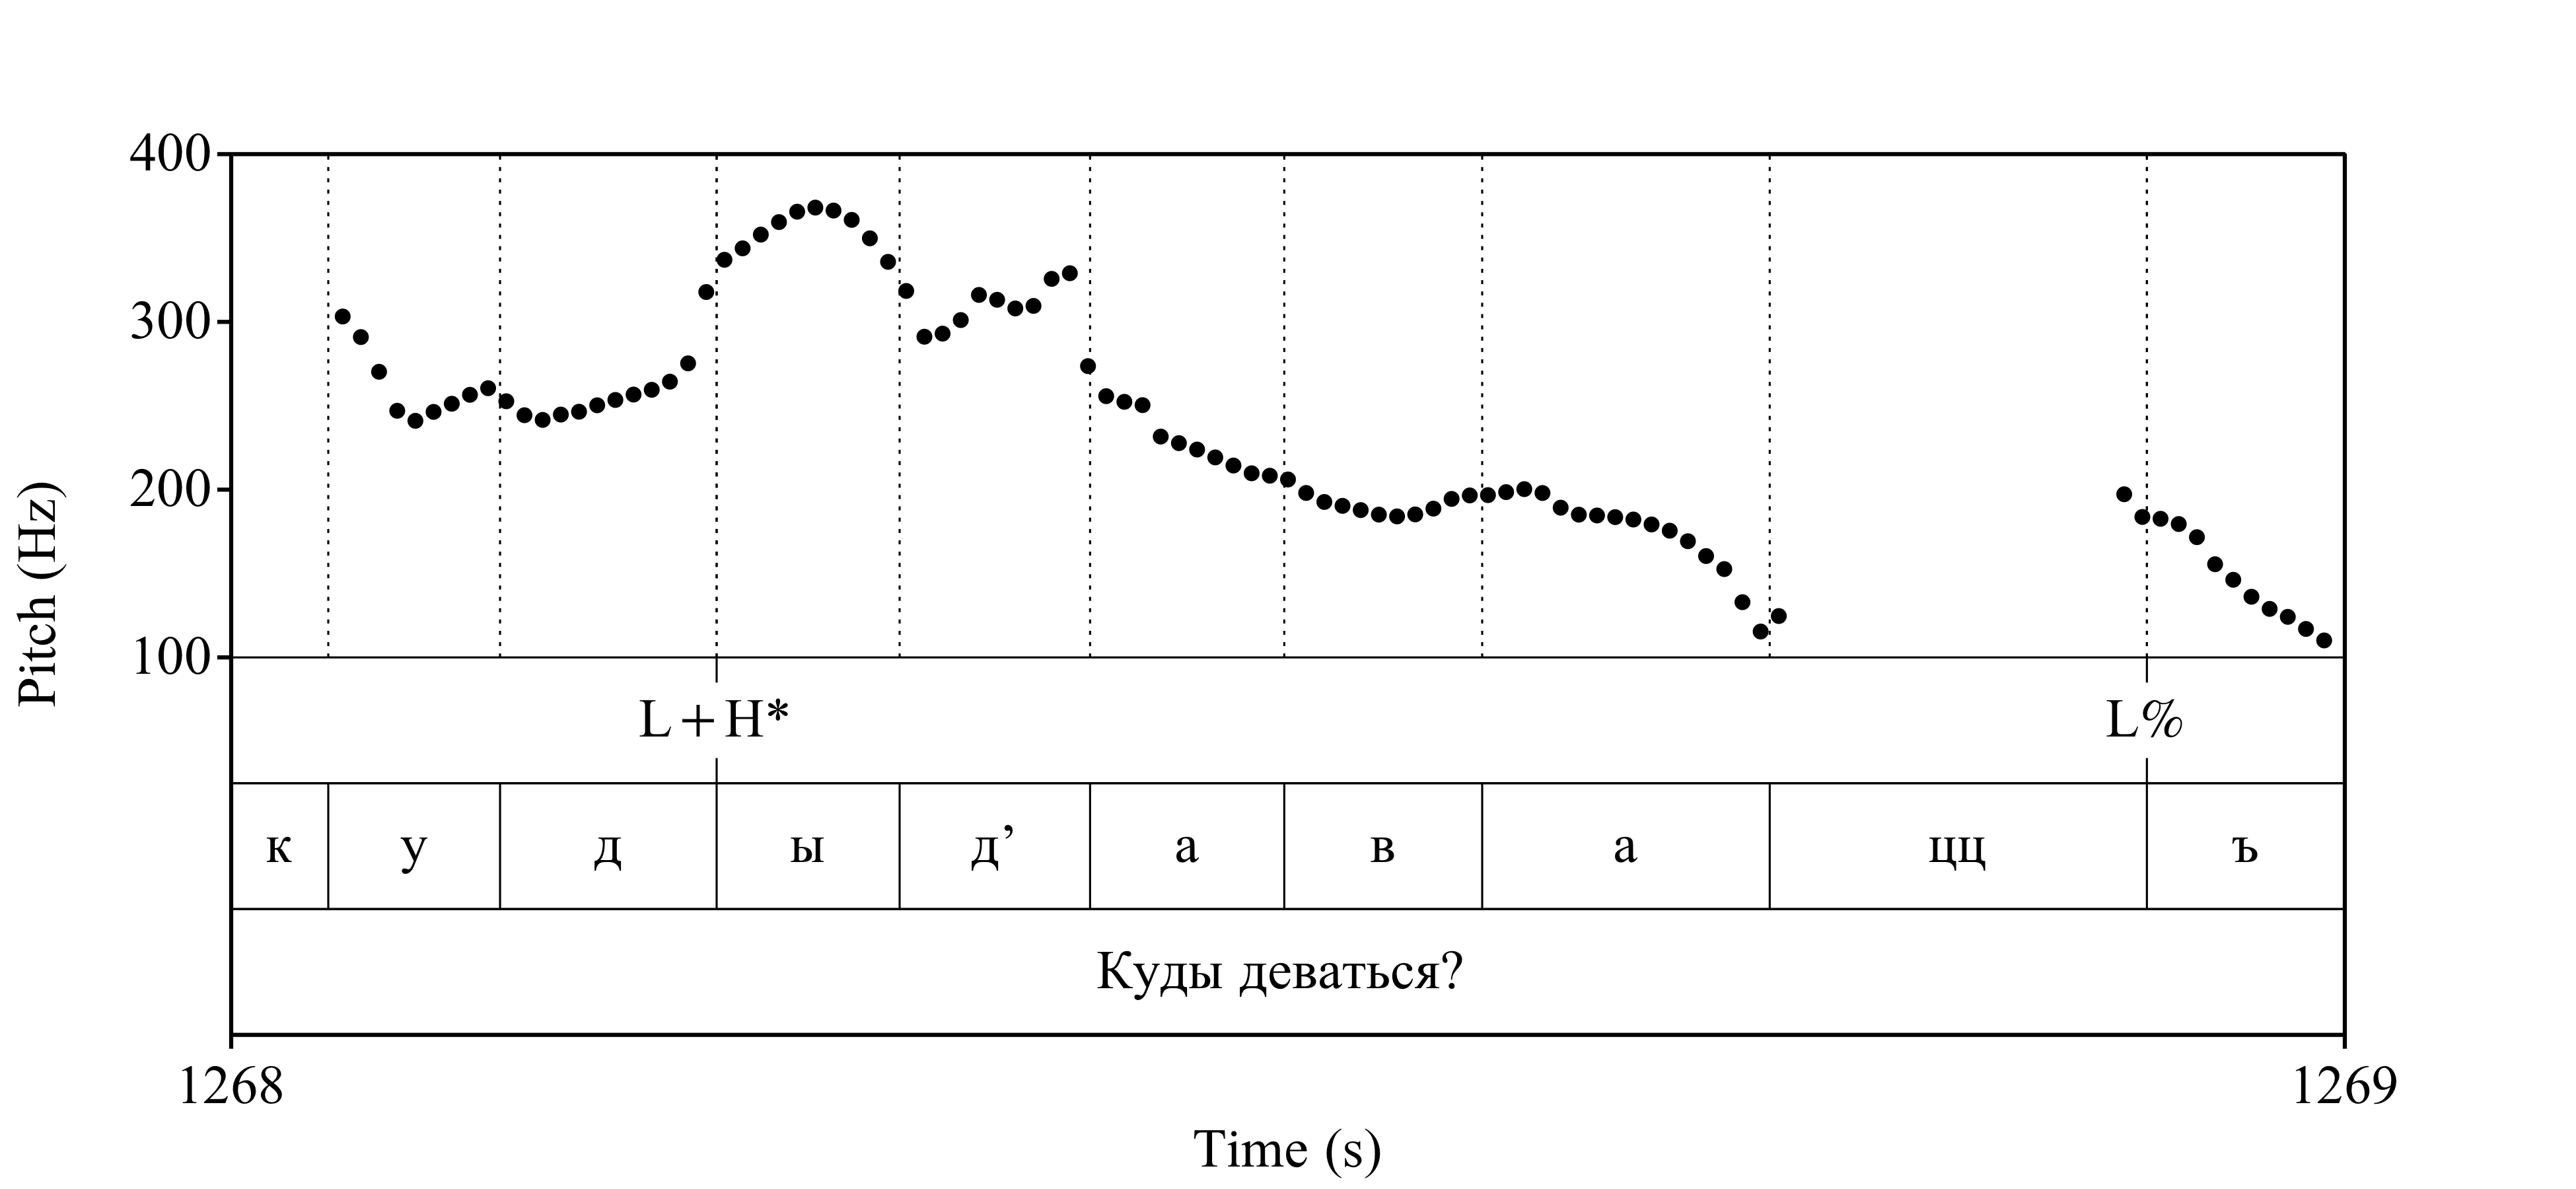 400
300
200
100
Pitch (Hz)
L+H* L%
к у д ы д’ а в а цц ъ
Куды деваться?
1268 1269
Time (s)